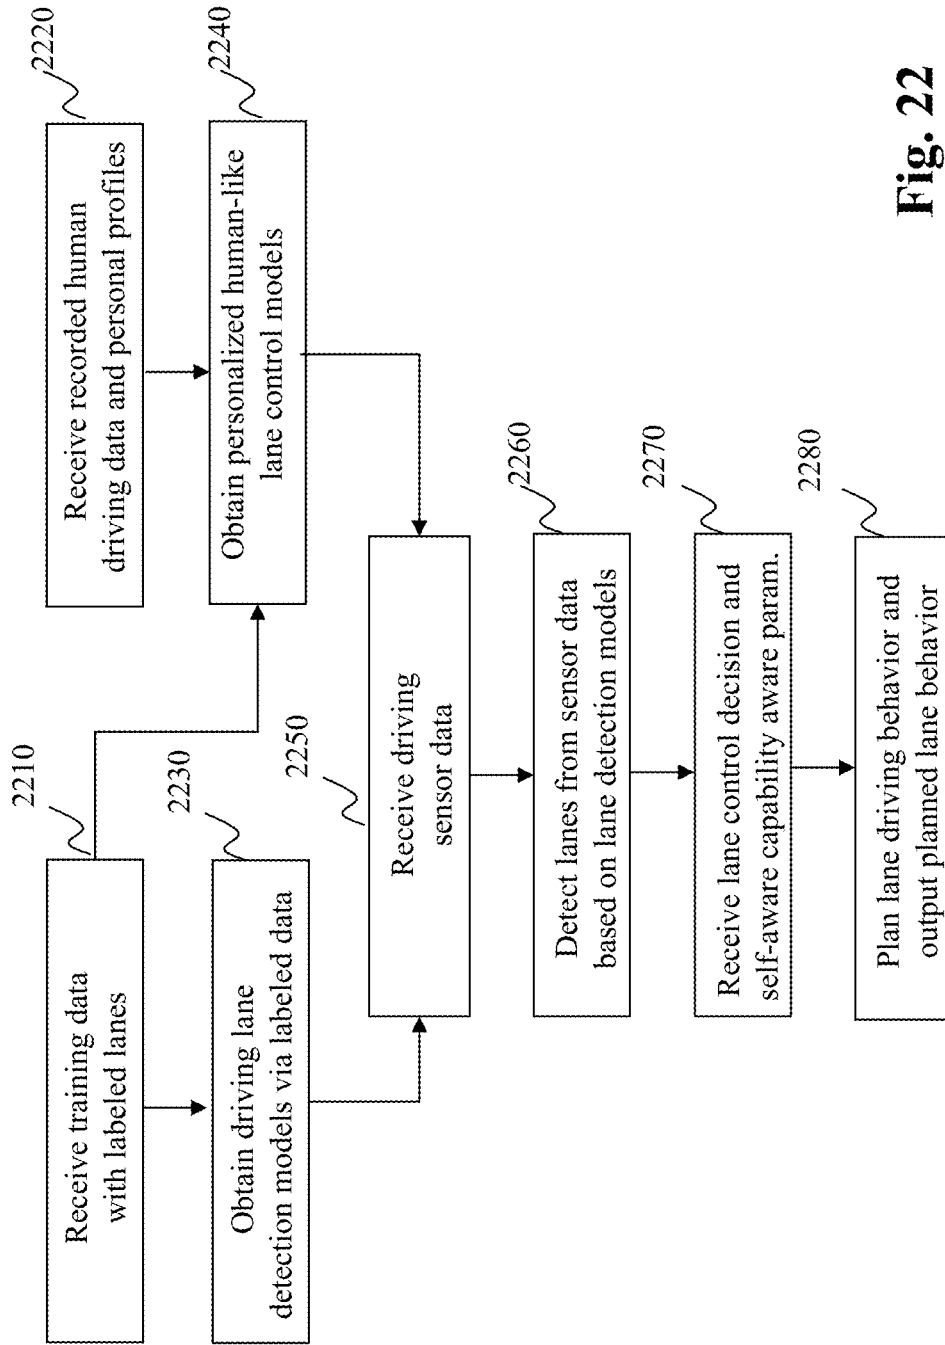 2210
Receive training data
with labeled lanes
2220
Receive recorded human
driving data and personal profiles
2230
Obtain driving lane
detection models via labeled data
2240
Obtain personalized human-like
lane control models
2250
Receive driving
sensor data
2260
Detect lanes from sensor data
based on lane detection models
2270
Receive lane control decision and
self-aware capability aware param.
2280
Plan lane driving behavior and
output planned lane behavior
Fig. 22